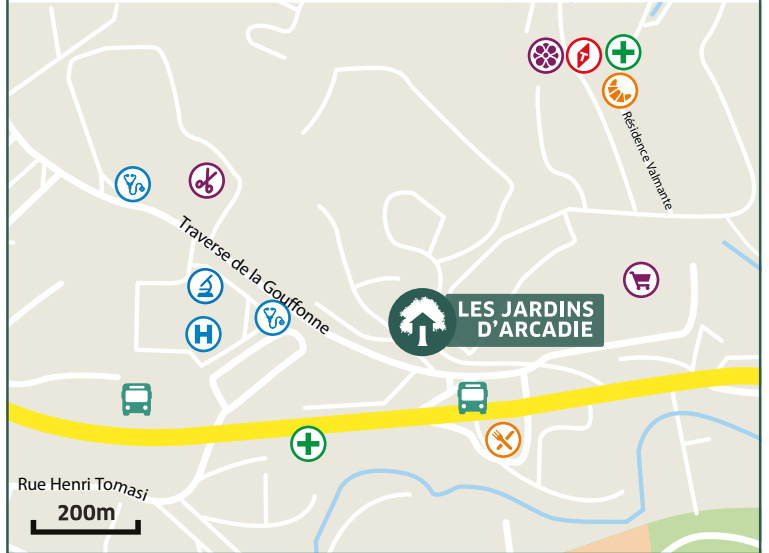 Résidence Valmante
Traverse de la Gouffonne
LES JARDINS
D'ARCADIE
H
Rue Henri Tomasi
200m